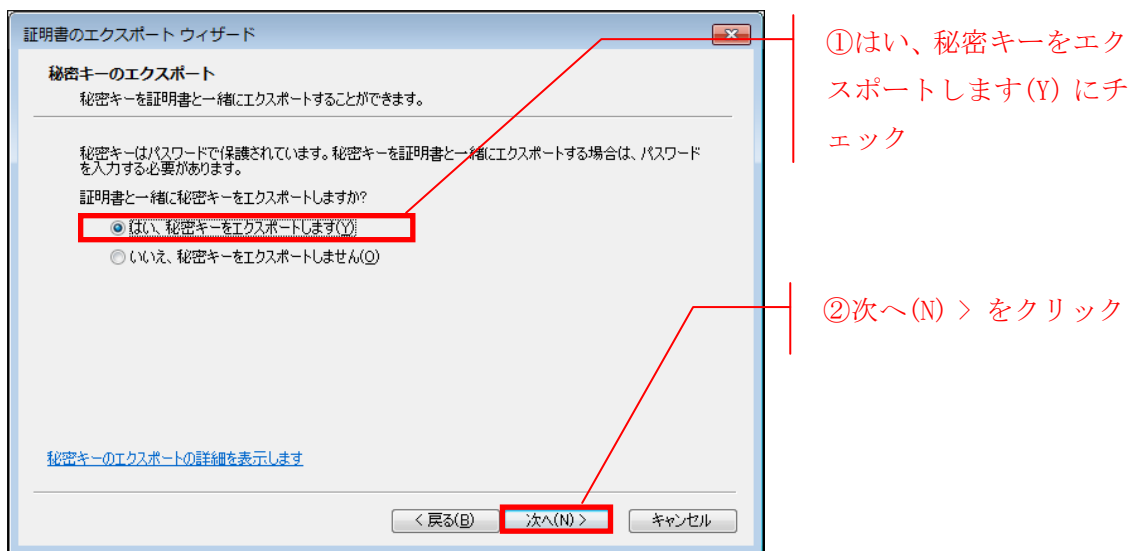 証明書のエクスポート ウィザード
秘密キーのエクスポート
秘密キーを証明書と一緒にエクスポートすることができます。
秘密キーはパスワードで保護されています。秘密キーを証明書と一緒にエクスポートする場合は、パスワード
を入力する必要があります。
証明書と一緒に秘密キーをエクスポートしますか?
はい、秘密キーをエクスポートします(Y)
いいえ、秘密キーをエクスポートしません(O)
秘密キーのエクスポートの詳細を表示します
< 戻る(B)
次へ(N) >
キャンセル
①はい、秘密キーをエク
スポートします(Y) にチ
ェック
②次へ(N) > をクリック